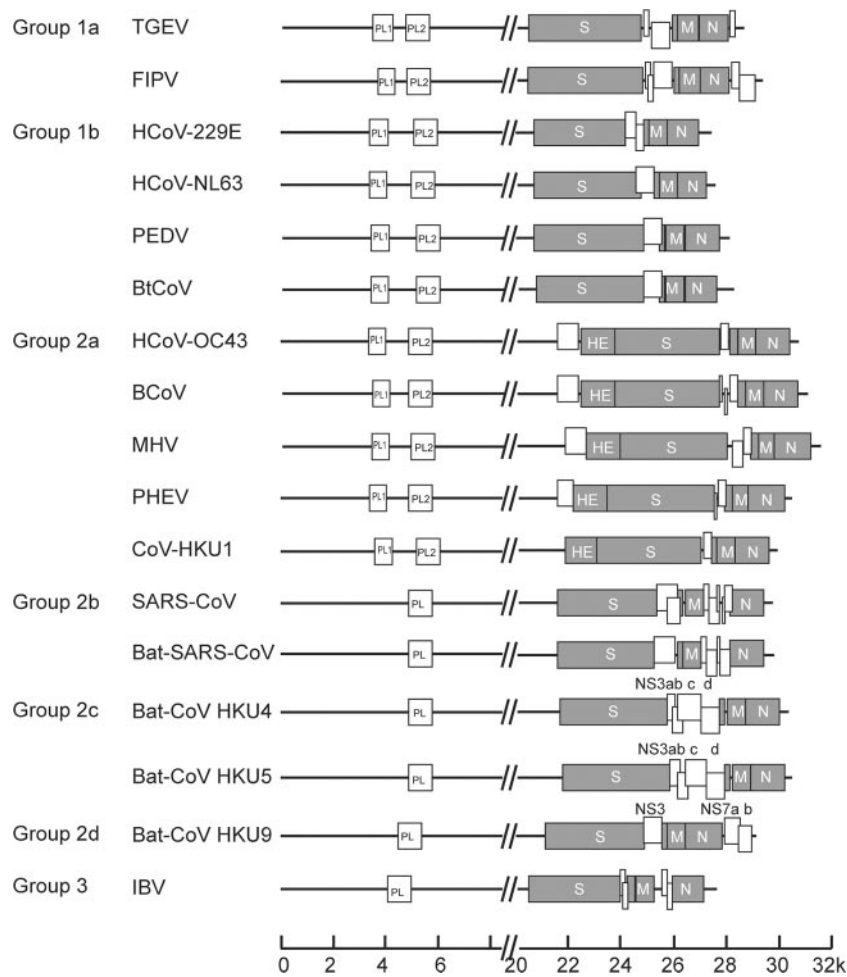 Group 1a TGEV PL1 PL2 S M N
FIPV PL1 PL2 S M N
Group 1b HCoV-229E PL1 PL2 S M N
HCoV-NL63 PL1 PL2 S M N
PEDV PL1 PL2 S M N
BtCoV PL1 PL2 S M N
Group 2a HCoV-OC43 PL1 PL2 HE S M N
BCoV PL1 PL2 HE S M N
MHV PL1 PL2 HE S M N
PHEV PL1 PL2 HE S M N
CoV-HKU1 PL1 PL2 HE S M N
Group 2b SARS-CoV PL S M N
Bat-SARS-CoV PL S M N
NS3ab c d
Group 2c Bat-CoV HKU4 PL S M N
NS3ab c d
Bat-CoV HKU5 PL S M N
NS3 NS7a b
Group 2d Bat-CoV HKU9 PL S M N
Group 3 IBV PL S M N
0 2 4 6 8 20 22 24 26 28 30 32k